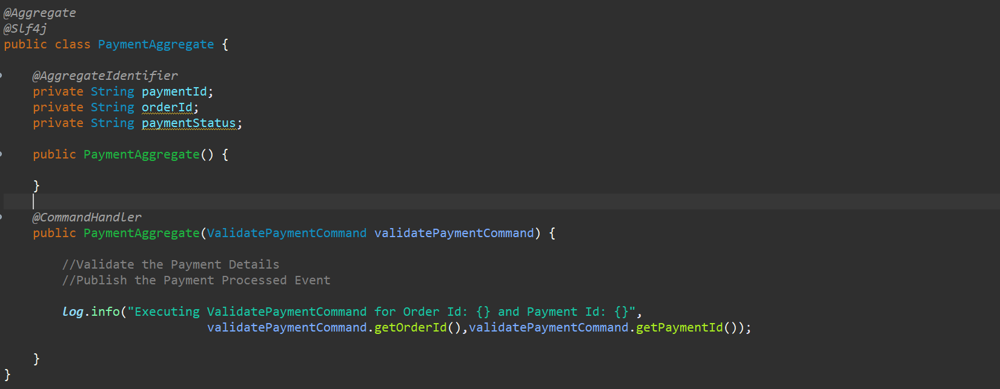 @Aggregate
@Slf4j
public class PaymentAggregate {
@AggregateIdentifier
private String paymentId;
private String orderId;
private String paymentStatus;
public PaymentAggregate() {
}
@CommandHandler
public PaymentAggregate(ValidatePaymentCommand validatePaymentCommand) {
//Validate the Payment Details
//Publish the Payment Processed Event
log.info("Executing ValidatePaymentCommand for Order Id: {} and Payment Id: {}",
validatePaymentCommand.getOrderId(),validatePaymentCommand.getPaymentId());
}
}